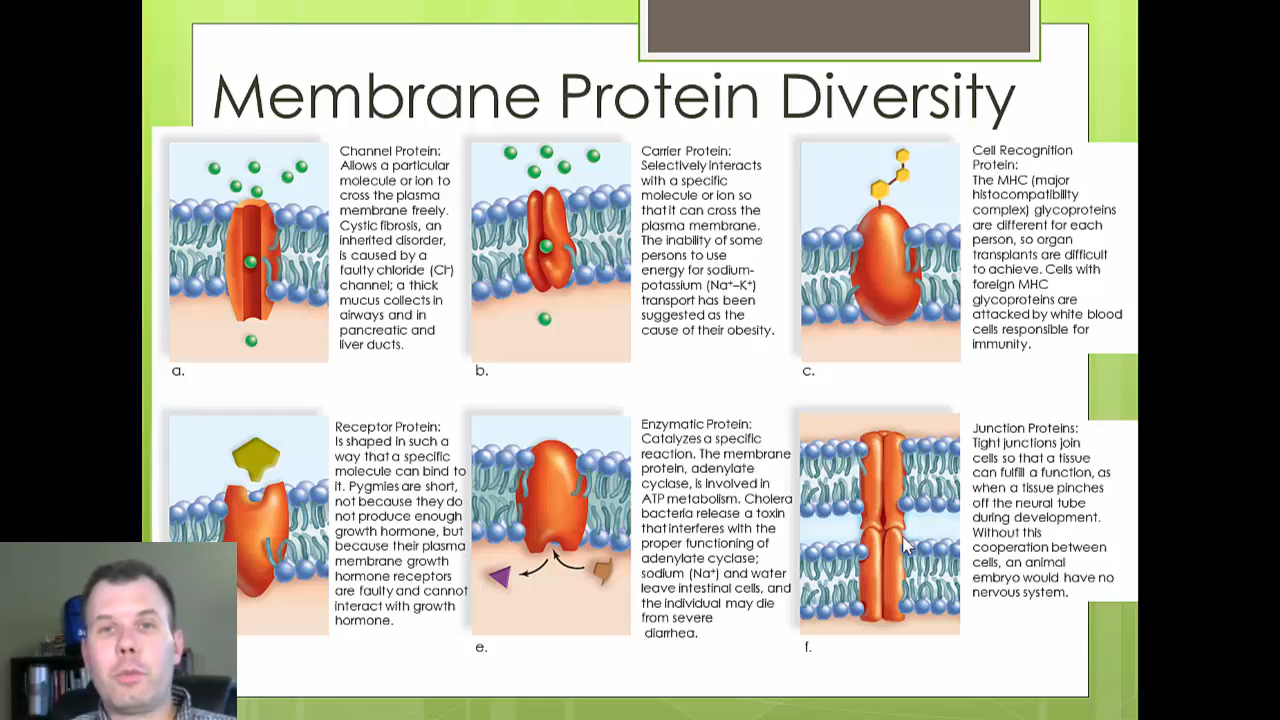 Membrane Protein Diversity
Channel Protein:
Allows a particular
molecule or ion to
cross the plasma
membrane freely.
Cystic fibrosis, an
inherited disorder,
is caused by a
faulty chloride (Cl⁻)
channel; a thick
mucus collects in
airways and in
pancreatic and
liver ducts.
a.
Carrier Protein:
Selectively interacts
with a specific
molecule or ion so
that it can cross the
plasma membrane.
The inability of some
persons to use
energy for sodium-
potassium (Na⁺–K⁺)
transport has been
suggested as the
cause of their obesity.
b.
Cell Recognition
Protein:
The MHC (major
histocompatibility
complex) glycoproteins
are different for each
person, so organ
transplants are difficult
to achieve. Cells with
foreign MHC
glycoproteins are
attacked by white blood
cells responsible for
immunity.
c.
Receptor Protein:
Is shaped in such a
way that a specific
molecule can bind to
it. Pygmies are short,
not because they do
not produce enough
growth hormone, but
because their plasma
membrane growth
hormone receptors
are faulty and cannot
interact with growth
hormone.
Enzymatic Protein:
Catalyzes a specific
reaction. The membrane
protein, adenylate
cyclase, is involved in
ATP metabolism. Cholera
bacteria release a toxin
that interferes with the
proper functioning of
adenylate cyclase;
sodium (Na⁺) and water
leave intestinal cells, and
the individual may die
from severe
diarrhea.
e.
Junction Proteins:
Tight junctions join
cells so that a tissue
can fulfill a function, as
when a tissue pinches
off the neural tube
during development.
Without this
cooperation between
cells, an animal
embryo would have no
nervous system.
f.